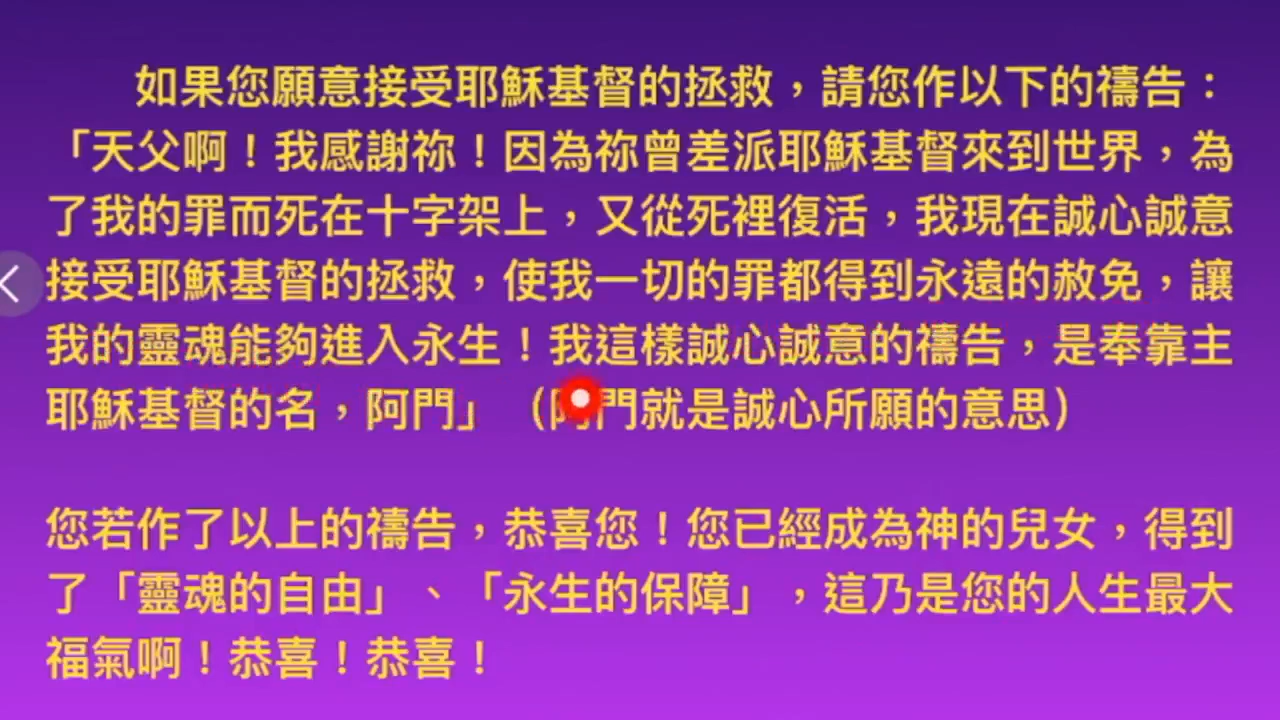 如果您願意接受耶穌基督的拯救，請您作以下的禱告：
「天父啊！我感謝祢！因為祢曾差派耶穌基督來到世界，為
了我的罪而死在十字架上，又從死裡復活，我現在誠心誠意
接受耶穌基督的拯救，使我一切的罪都得到永遠的赦免，讓
我的靈魂能夠進入永生！我這樣誠心誠意的禱告，是奉靠主
耶穌基督的名，阿門」（阿門就是誠心所願的意思）
您若作了以上的禱告，恭喜您！您已經成為神的兒女，得到
了「靈魂的自由」、「永生的保障」，這乃是您的人生最大
福氣啊！恭喜！恭喜！